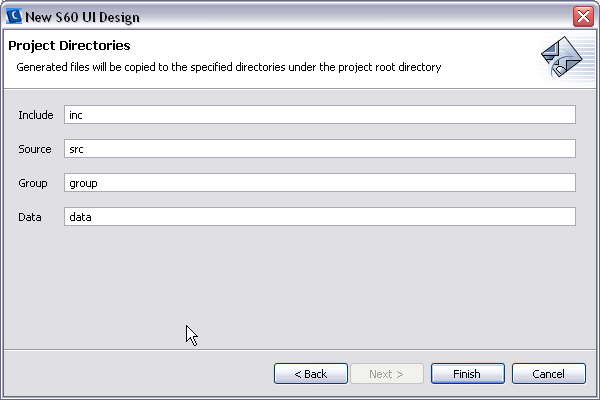 New S60 UI Design
Project Directories
Generated files will be copied to the specified directories under the project root directory
Include inc
Source src
Group group
Data data
< Back Next > Finish Cancel